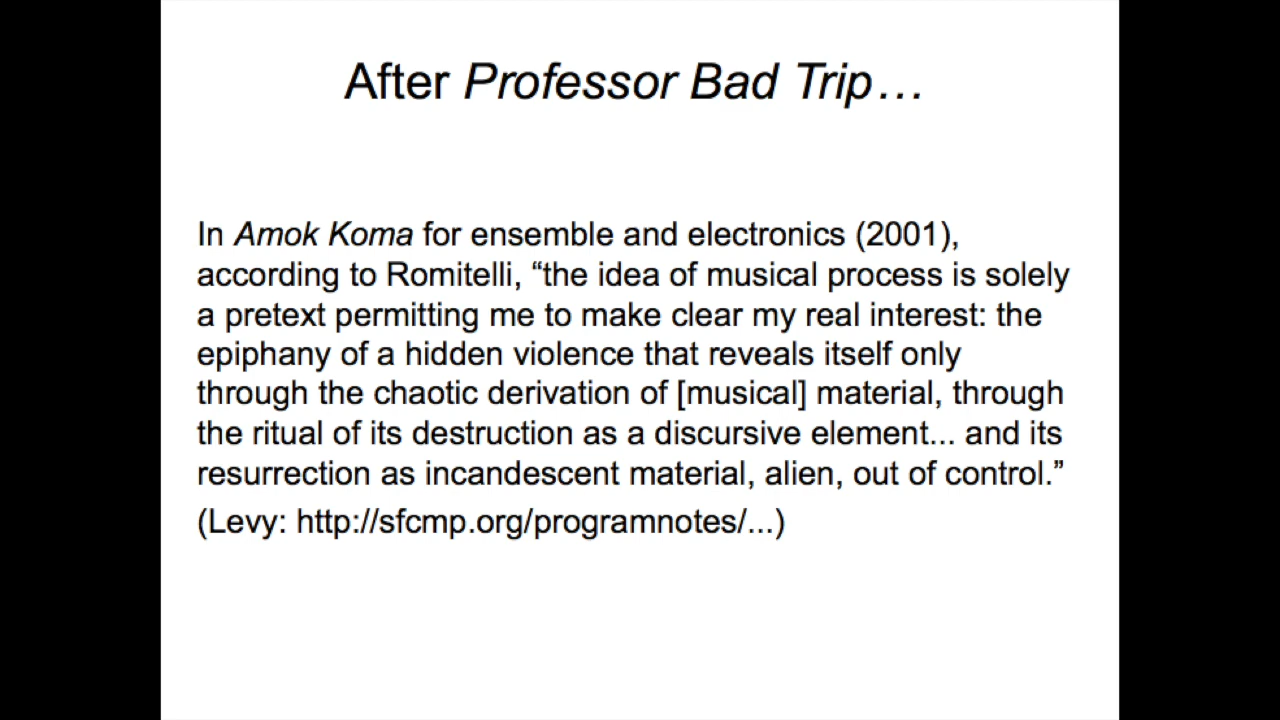 After Professor Bad Trip…
In Amok Koma for ensemble and electronics (2001),
according to Romitelli, “the idea of musical process is solely
a pretext permitting me to make clear my real interest: the
epiphany of a hidden violence that reveals itself only
through the chaotic derivation of [musical] material, through
the ritual of its destruction as a discursive element... and its
resurrection as incandescent material, alien, out of control.”
(Levy: http://sfcmp.org/programnotes/...)